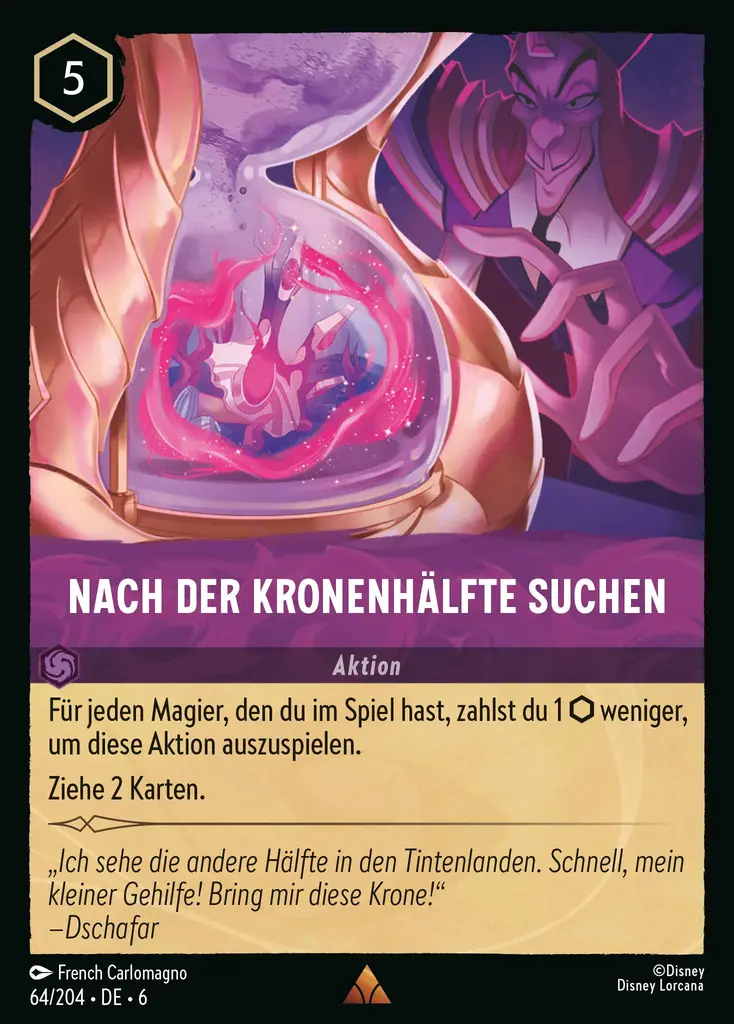 5
NACH DER KRONENHÄLFTE SUCHEN
Aktion
Für jeden Magier, den du im Spiel hast, zahlst du 1 ⬡ weniger,
um diese Aktion auszuspielen.
Ziehe 2 Karten.
„Ich sehe die andere Hälfte in den Tintenlanden. Schnell, mein
kleiner Gehilfe! Bring mir diese Krone!“
–Dschafar
French Carlomagno
©Disney
64/204 • DE • 6
Disney Lorcana